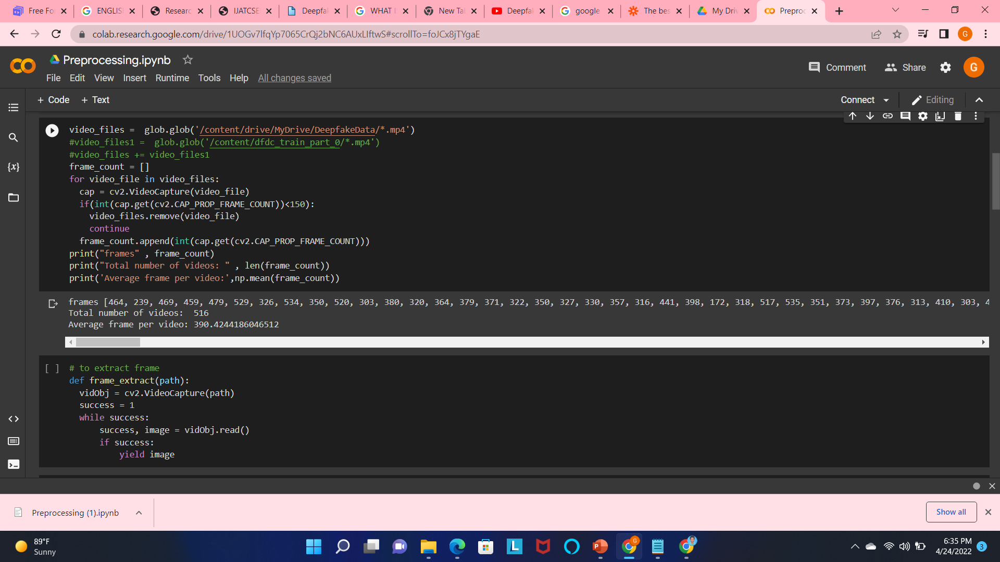 Free Fo
ENGLIS
Researc
IJATCSE
Deepfak
WHAT I
New Tab
Deepfak
google
The bes
My Driv
Preproc
colab.research.google.com/drive/1UOGv7lfqYp7065CrQj2bNC6AUxLIftwS#scrollTo=foJCx8jTYgaE
G
Preprocessing.ipynb
Comment
Share
G
File Edit View Insert Runtime Tools Help All changes saved
+ Code + Text
Connect
Editing
video_files =  glob.glob('/content/drive/MyDrive/DeepfakeData/*.mp4')
#video_files1 =  glob.glob('/content/dfdc_train_part_0/*.mp4')
#video_files += video_files1
frame_count = []
for video_file in video_files:
  cap = cv2.VideoCapture(video_file)
  if(int(cap.get(cv2.CAP_PROP_FRAME_COUNT))<150):
    video_files.remove(video_file)
    continue
  frame_count.append(int(cap.get(cv2.CAP_PROP_FRAME_COUNT)))
print("frames" , frame_count)
print("Total number of videos: " , len(frame_count))
print('Average frame per video:',np.mean(frame_count))
frames [464, 239, 469, 459, 479, 529, 326, 534, 350, 520, 303, 380, 320, 364, 379, 371, 322, 350, 327, 330, 357, 316, 441, 398, 172, 318, 517, 535, 351, 373, 397, 376, 313, 410, 303, 4
Total number of videos:  516
Average frame per video: 390.4244186046512
[ ] # to extract frame
def frame_extract(path):
  vidObj = cv2.VideoCapture(path)
  success = 1
  while success:
      success, image = vidObj.read()
      if success:
          yield image
Preprocessing (1).ipynb
Show all
89°F
Sunny
6:35 PM
4/24/2022
3